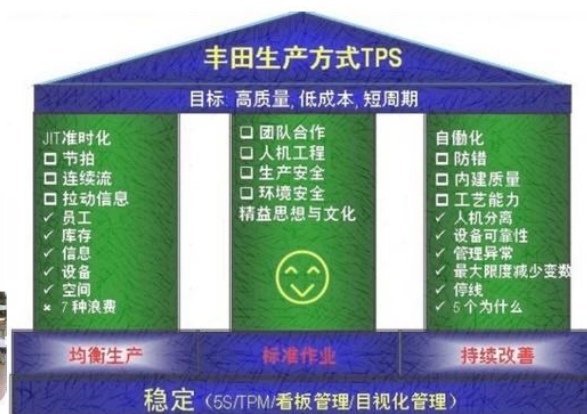 丰田生产方式TPS
目标: 高质量, 低成本, 短周期
JIT准时化
□ 节拍
□ 连续流
□ 拉动信息
✓ 员工
✓ 库存
✓ 信息
✓ 设备
✓ 空间
× 7 种浪费
□ 团队合作
□ 人机工程
□ 生产安全
□ 环境安全
精益思想与文化
自働化
□ 防错
□ 内建质量
□ 工艺能力
✓ 人机分离
✓ 设备可靠性
✓ 管理异常
✓ 最大限度减少变数
✓ 停线
✓ 5 个为什么
均衡生产
标准作业
持续改善
稳定（5S/TPM/看板管理/目视化管理）